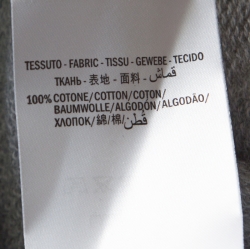 TESSUTO - FABRIC - TISSU - GEWEBE - TECIDO
ТКАНЬ - 表地 - 面料 - قماش
100% COTONE/COTTON/COTON/
BAUMWOLLE/ALGODÓN/ALGODÃO/
ХЛОПОК/綿/棉/قُطن